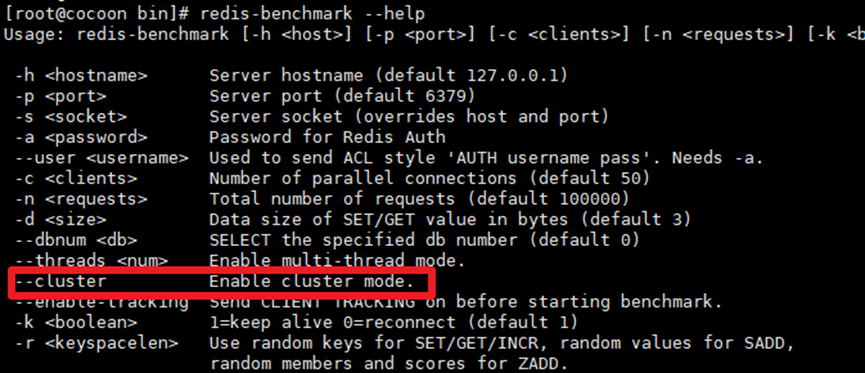 [root@cocoon bin]# redis-benchmark --help
Usage: redis-benchmark [-h <host>] [-p <port>] [-c <clients>] [-n <requests>] [-k <b
-h <hostname> Server hostname (default 127.0.0.1)
-p <port> Server port (default 6379)
-s <socket> Server socket (overrides host and port)
-a <password> Password for Redis Auth
--user <username> Used to send ACL style 'AUTH username pass'. Needs -a.
-c <clients> Number of parallel connections (default 50)
-n <requests> Total number of requests (default 100000)
-d <size> Data size of SET/GET value in bytes (default 3)
--dbnum <db> SELECT the specified db number (default 0)
--threads <num> Enable multi-thread mode.
--cluster Enable cluster mode.
--enable-tracking Send CLIENT TRACKING on before starting benchmark.
-k <boolean> 1=keep alive 0=reconnect (default 1)
-r <keyspacelen> Use random keys for SET/GET/INCR, random values for SADD,
random members and scores for ZADD.